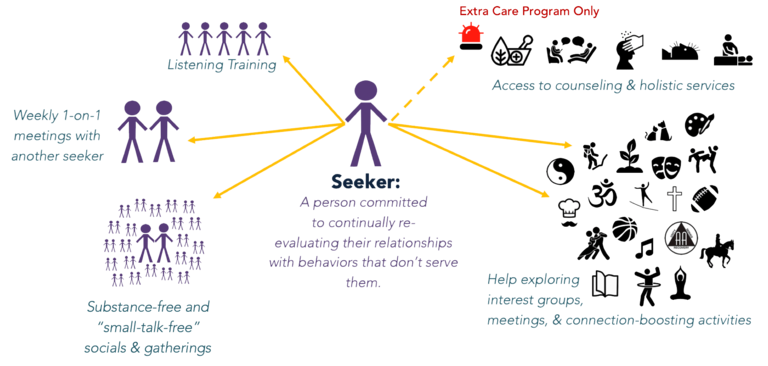 Extra Care Program Only
Listening Training
Access to counseling & holistic services
Weekly 1-on-1
meetings with
another seeker
Seeker:
A person committed
to continually re-
evaluating their relationships
with behaviors that don't serve
them.
AA
Help exploring
interest groups,
meetings, & connection-boosting activities
Substance-free and
"small-talk-free"
socials & gatherings